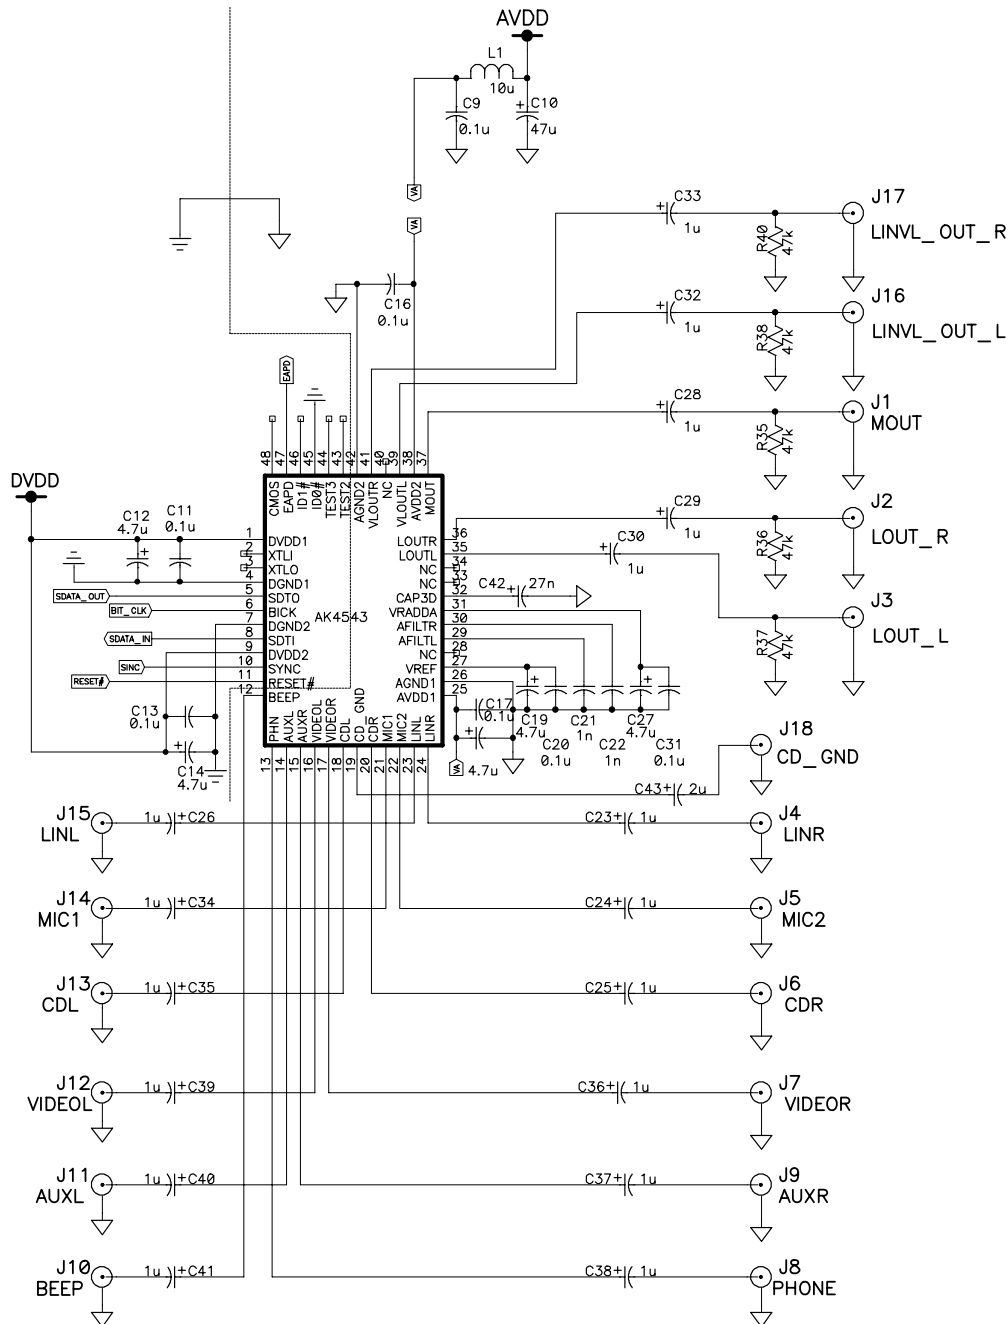 AVDD
L1
10u
C9
0.1u
C10
47u
VA
VA
C33
1u
R40
47k
J17
LINVL_OUT_R
C16
0.1u
C32
1u
R38
47k
J16
LINVL_OUT_L
EAPD
C28
1u
R35
47k
J1
MOUT
48
47
46
45
44
43
42
41
40
39
38
37
CMOS
EAPD
ID1#
ID0#
TEST3
TEST2
AGND2
VLOUTR
NC
VLOUTL
AVDD2
MOUT
DVDD
C12
4.7u
C11
0.1u
C29
1u
R36
47k
J2
LOUT_R
C30
1u
R37
47k
J3
LOUT_L
1 DVDD1
2 XTLI
3 XTLO
4 DGND1
5 SDTO
6 BICK
7 DGND2
8 SDTI
9 DVDD2
10 SYNC
11 RESET#
12 BEEP
AK4543
LOUTR 36
LOUTL 35
NC 34
NC 33
CAP3D 32
VRADDA 31
AFILTR 30
AFILTL 29
NC 28
VREF 27
AGND1 26
AVDD1 25
SDATA_OUT
BIT_CLK
SDATA_IN
SINC
RESET#
C42
27n
C13
0.1u
C14
4.7u
C17
0.1u
VA
4.7u
C19
4.7u
C20
0.1u
C21
1n
C22
1n
C27
4.7u
C31
0.1u
PHN
AUXL
AUXR
VIDEOL
VIDEOR
CDL
CD_GND
CDR
MIC1
MIC2
LINL
LINR
13
14
15
16
17
18
19
20
21
22
23
24
J18
CD_GND
C43 + 2u
J15
LINL
1u + C26
C23 + 1u
J4
LINR
J14
MIC1
1u + C34
C24 + 1u
J5
MIC2
J13
CDL
1u + C35
C25 + 1u
J6
CDR
J12
VIDEOL
1u + C39
C36 + 1u
J7
VIDEOR
J11
AUXL
1u + C40
C37 + 1u
J9
AUXR
J10
BEEP
1u + C41
C38 + 1u
J8
PHONE